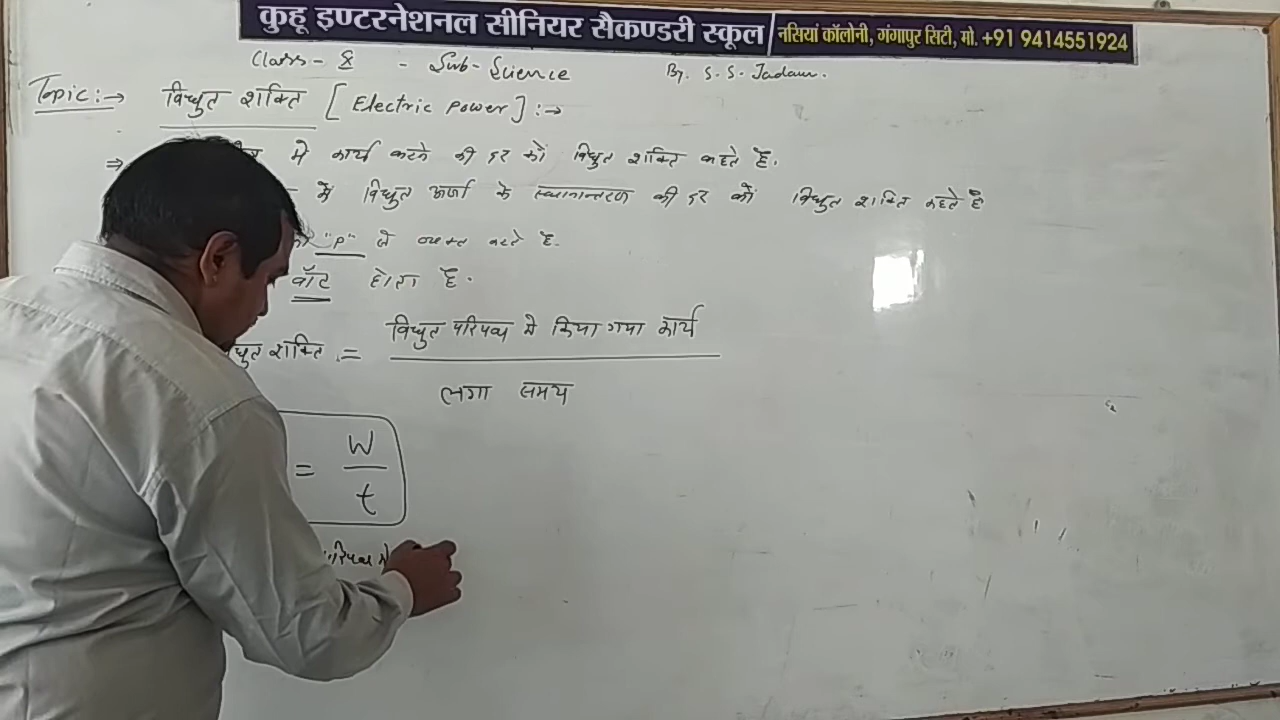 कुहू इण्टरनेशनल सीनियर सैकण्डरी स्कूल नसियां कॉलोनी, गंगापुर सिटी, मो. +91 9414551924
Class - 8 - Sub- Science By. S. S. Jadaun.
Topic :→ विधुत शक्ति [Electric Power] :→
⇒ में कार्य करने की दर को विधुत शक्ति कहते है.
में विधुत ऊर्जा के स्थानान्तरण की दर को विधुत शक्ति कहते है
को "P" से व्यक्त करते है.
वॉट होता है.
शक्ति = विधुत परिपथ में किया गया कार्य
लगा समय
= W
t